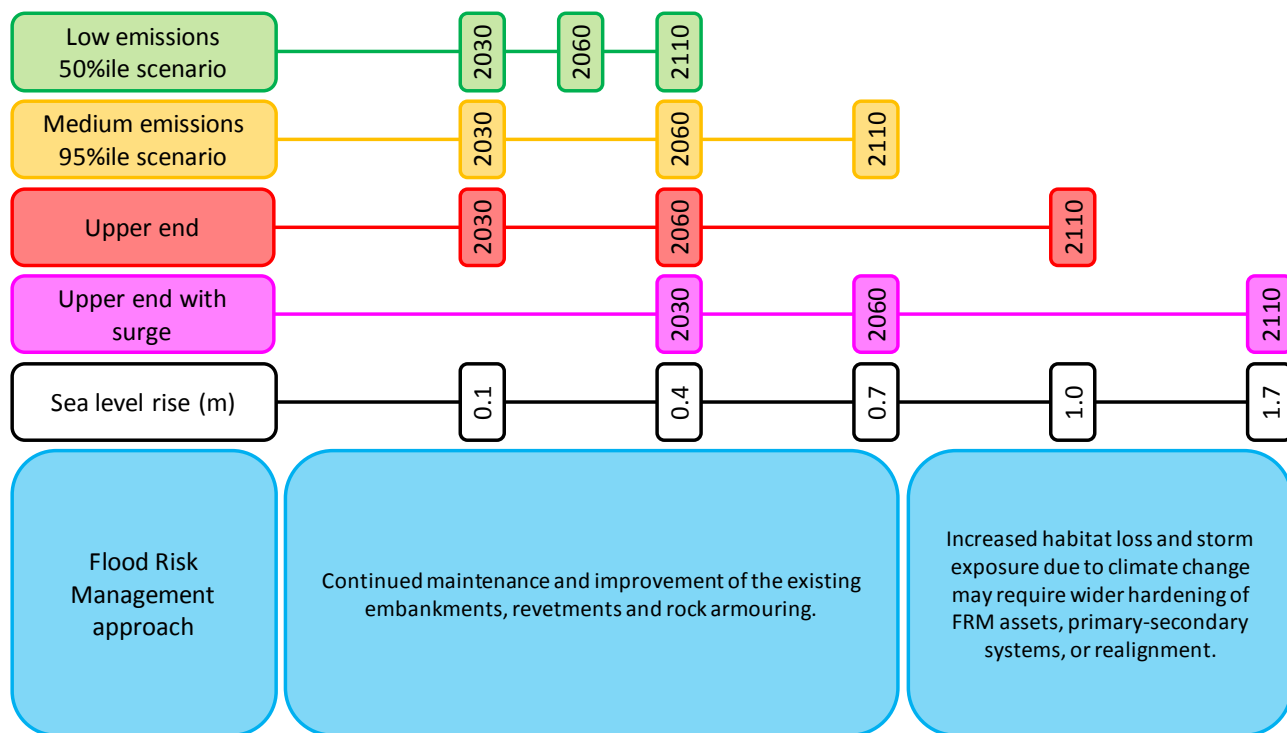 Low emissions
50%ile scenario
2030
2060
2110
Medium emissions
95%ile scenario
2030
2060
2110
Upper end
2030
2060
2110
Upper end with
surge
2030
2060
2110
Sea level rise (m)
0.1
0.4
0.7
1.0
1.7
Flood Risk
Management
approach
Continued maintenance and improvement of the existing
embankments, revetments and rock armouring.
Increased habitat loss and storm
exposure due to climate change
may require wider hardening of
FRM assets, primary-secondary
systems, or realignment.